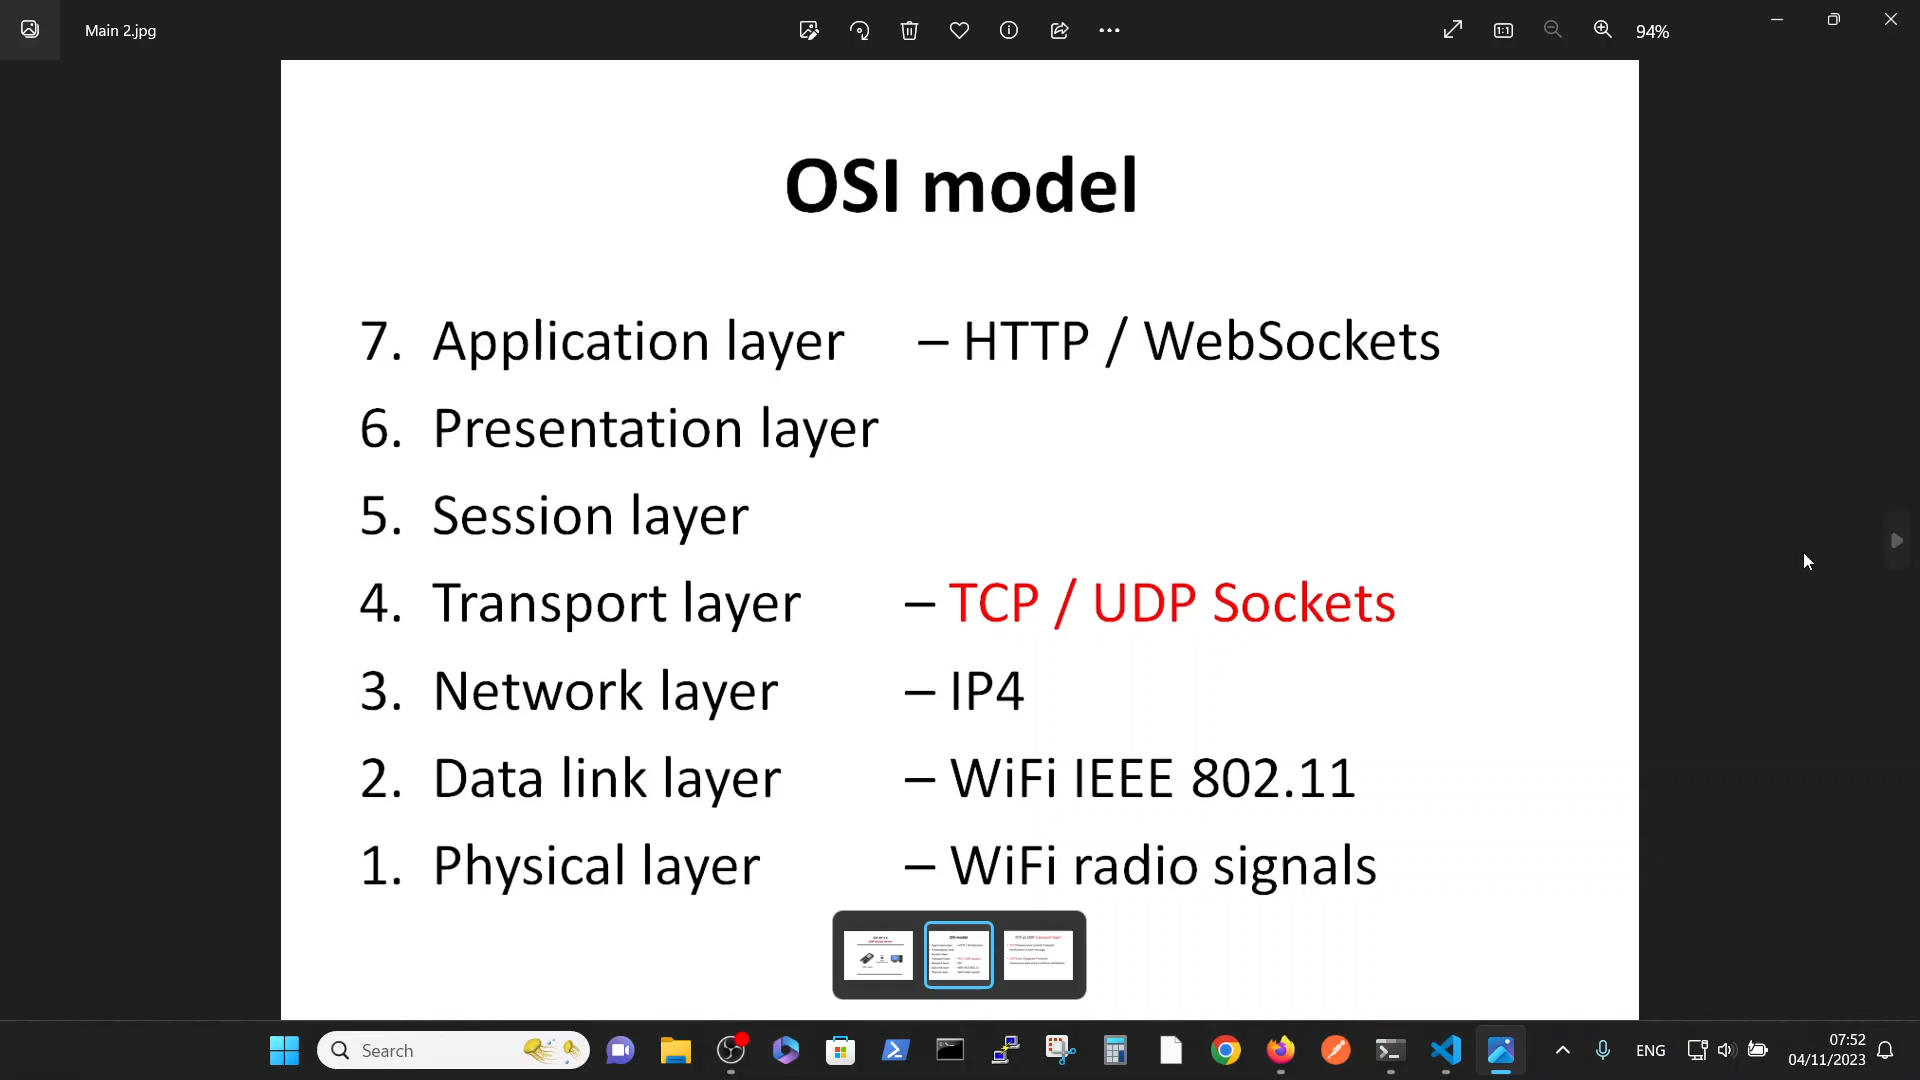 Main 2.jpg
94%
OSI model
7. Application layer – HTTP / WebSockets
6. Presentation layer
5. Session layer
4. Transport layer – TCP / UDP Sockets
3. Network layer – IP4
2. Data link layer – WiFi IEEE 802.11
1. Physical layer – WiFi radio signals
Search
ENG
07:52
04/11/2023